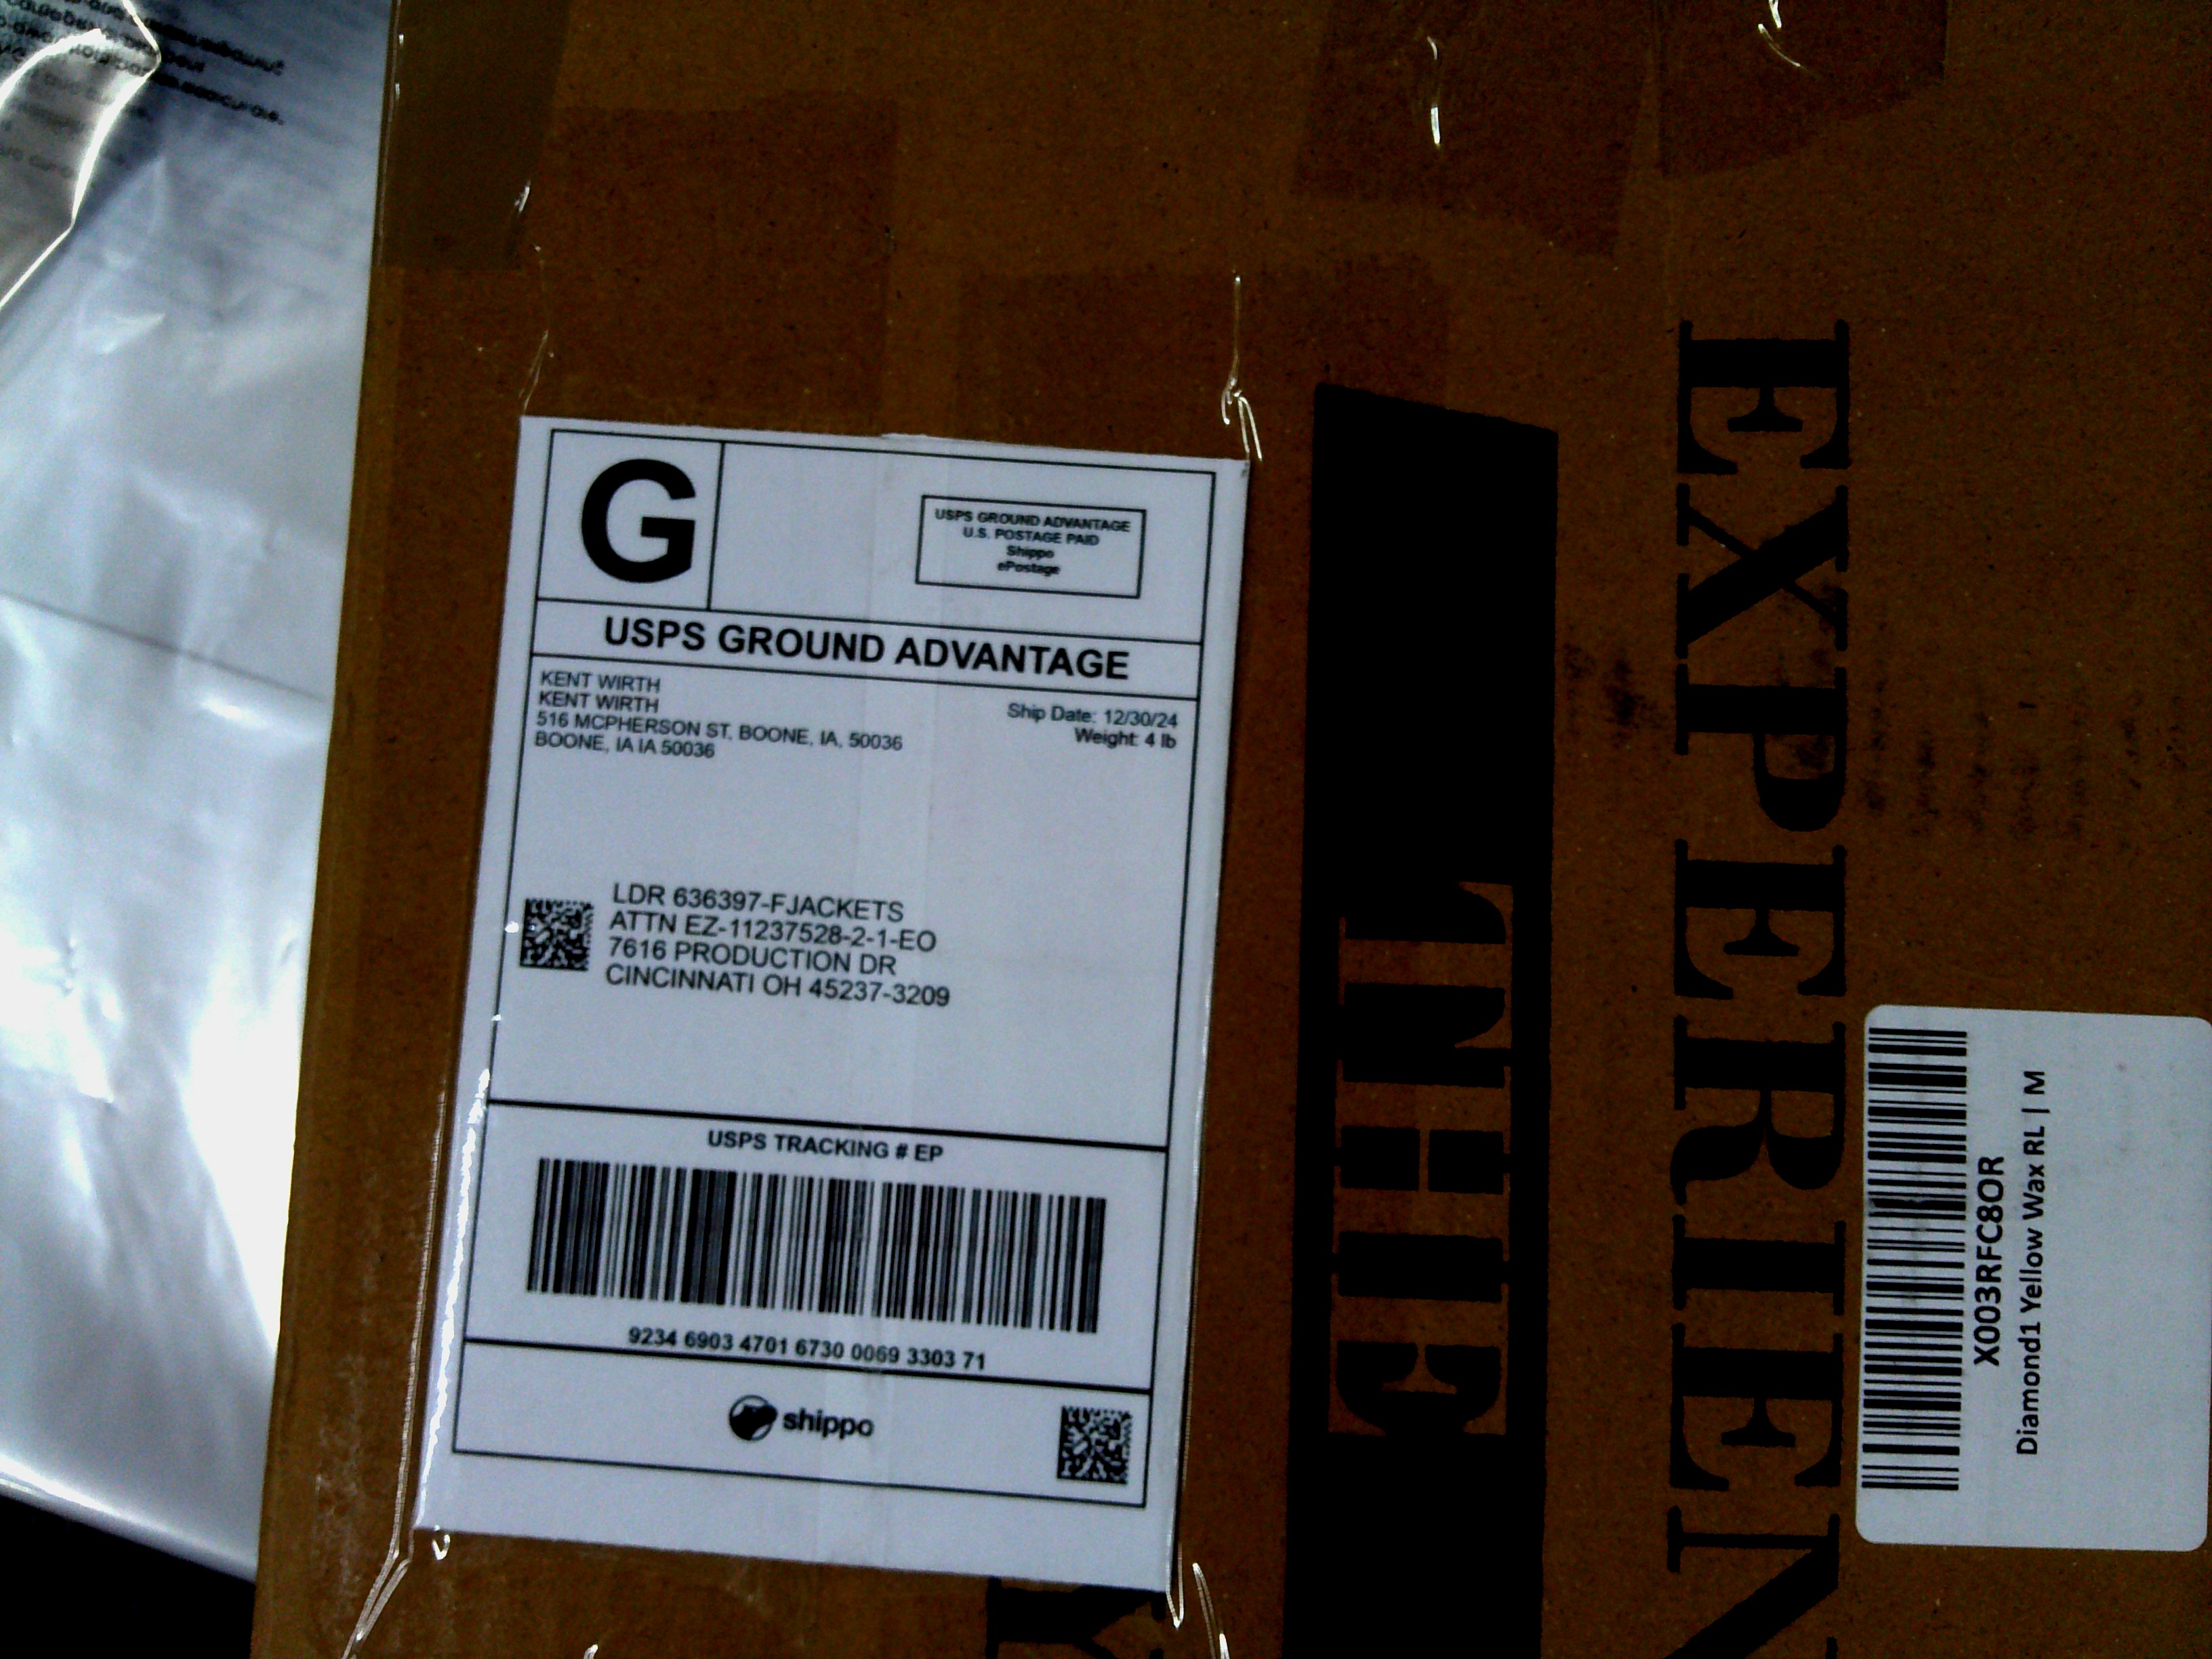 G
USPS GROUND ADVANTAGE
U.S. POSTAGE PAID
Shippo
ePostage
USPS GROUND ADVANTAGE
KENT WIRTH
KENT WIRTH
516 MCPHERSON ST, BOONE, IA, 50036
BOONE, IA IA 50036
Ship Date: 12/30/24
Weight: 4 lb
LDR 636397-FJACKETS
ATTN EZ-11237528-2-1-EO
7616 PRODUCTION DR
CINCINNATI OH 45237-3209
USPS TRACKING # EP
9234 6903 4701 6730 0069 3303 71
shippo
THE
EXPERIEN
X003RFC8OR
Diamond1 Yellow Wax RL | M
Y